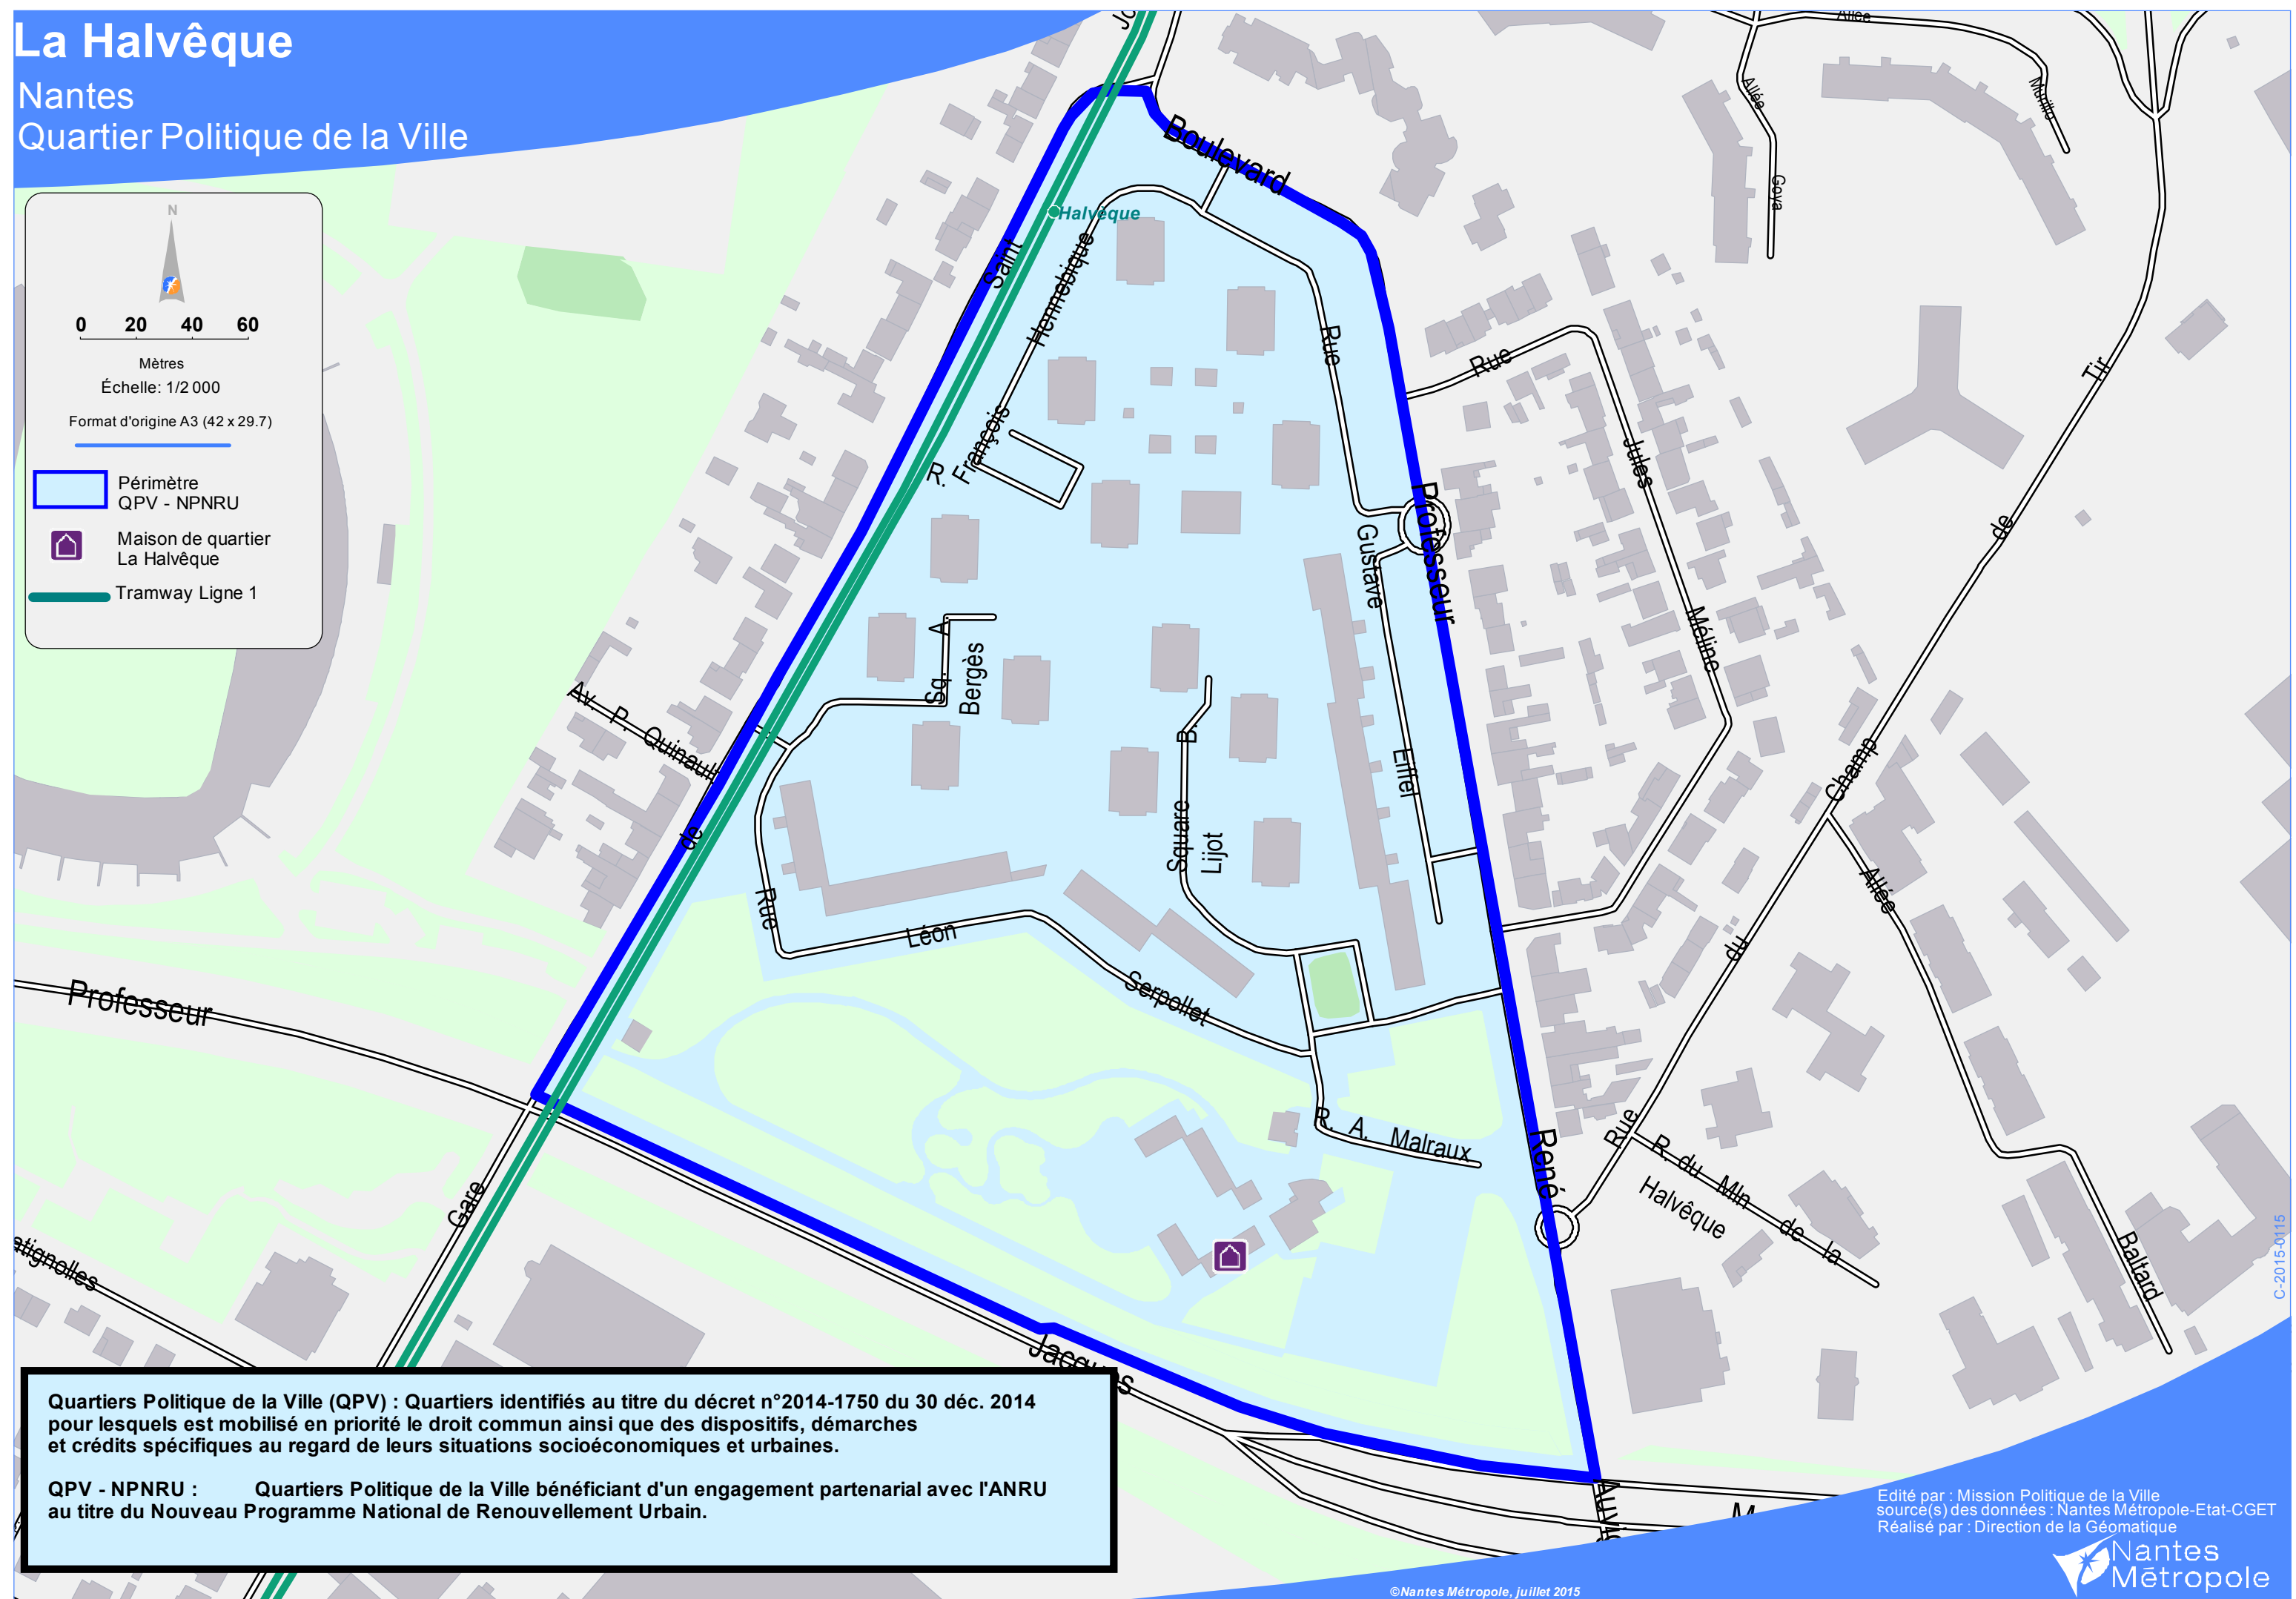 La Halvêque
Nantes
Quartier Politique de la Ville
N
0 20 40 60
Mètres
Échelle: 1/2 000
Format d'origine A3 (42 x 29.7)
Périmètre
QPV - NPNRU
Maison de quartier
La Halvêque
Tramway Ligne 1
Boulevard
Halvèque
Saint
Hennebique
François
R.
Rue
Gustave
Eiffel
Professeur
Rue
Jules
Méline
Allée
Allée
Goya
Murillo
Tir
de
Champ
du
Rue
Allée
Baltard
R. du Mln de la
Halvêque
Sq. A.
Bergès
Square B.
Lijot
Av. P. Quinault
de
Rue
Léon
Serpollet
R. A. Malraux
René
Professeur
Gare
atignolles
Jacques
Auvig
M
Quartiers Politique de la Ville (QPV) : Quartiers identifiés au titre du décret n°2014-1750 du 30 déc. 2014
pour lesquels est mobilisé en priorité le droit commun ainsi que des dispositifs, démarches
et crédits spécifiques au regard de leurs situations socioéconomiques et urbaines.
QPV - NPNRU : Quartiers Politique de la Ville bénéficiant d'un engagement partenarial avec l'ANRU
au titre du Nouveau Programme National de Renouvellement Urbain.
C-2015-0115
Edité par : Mission Politique de la Ville
source(s) des données : Nantes Métropole-Etat-CGET
Réalisé par : Direction de la Géomatique
Nantes
Métropole
©Nantes Métropole, juillet 2015